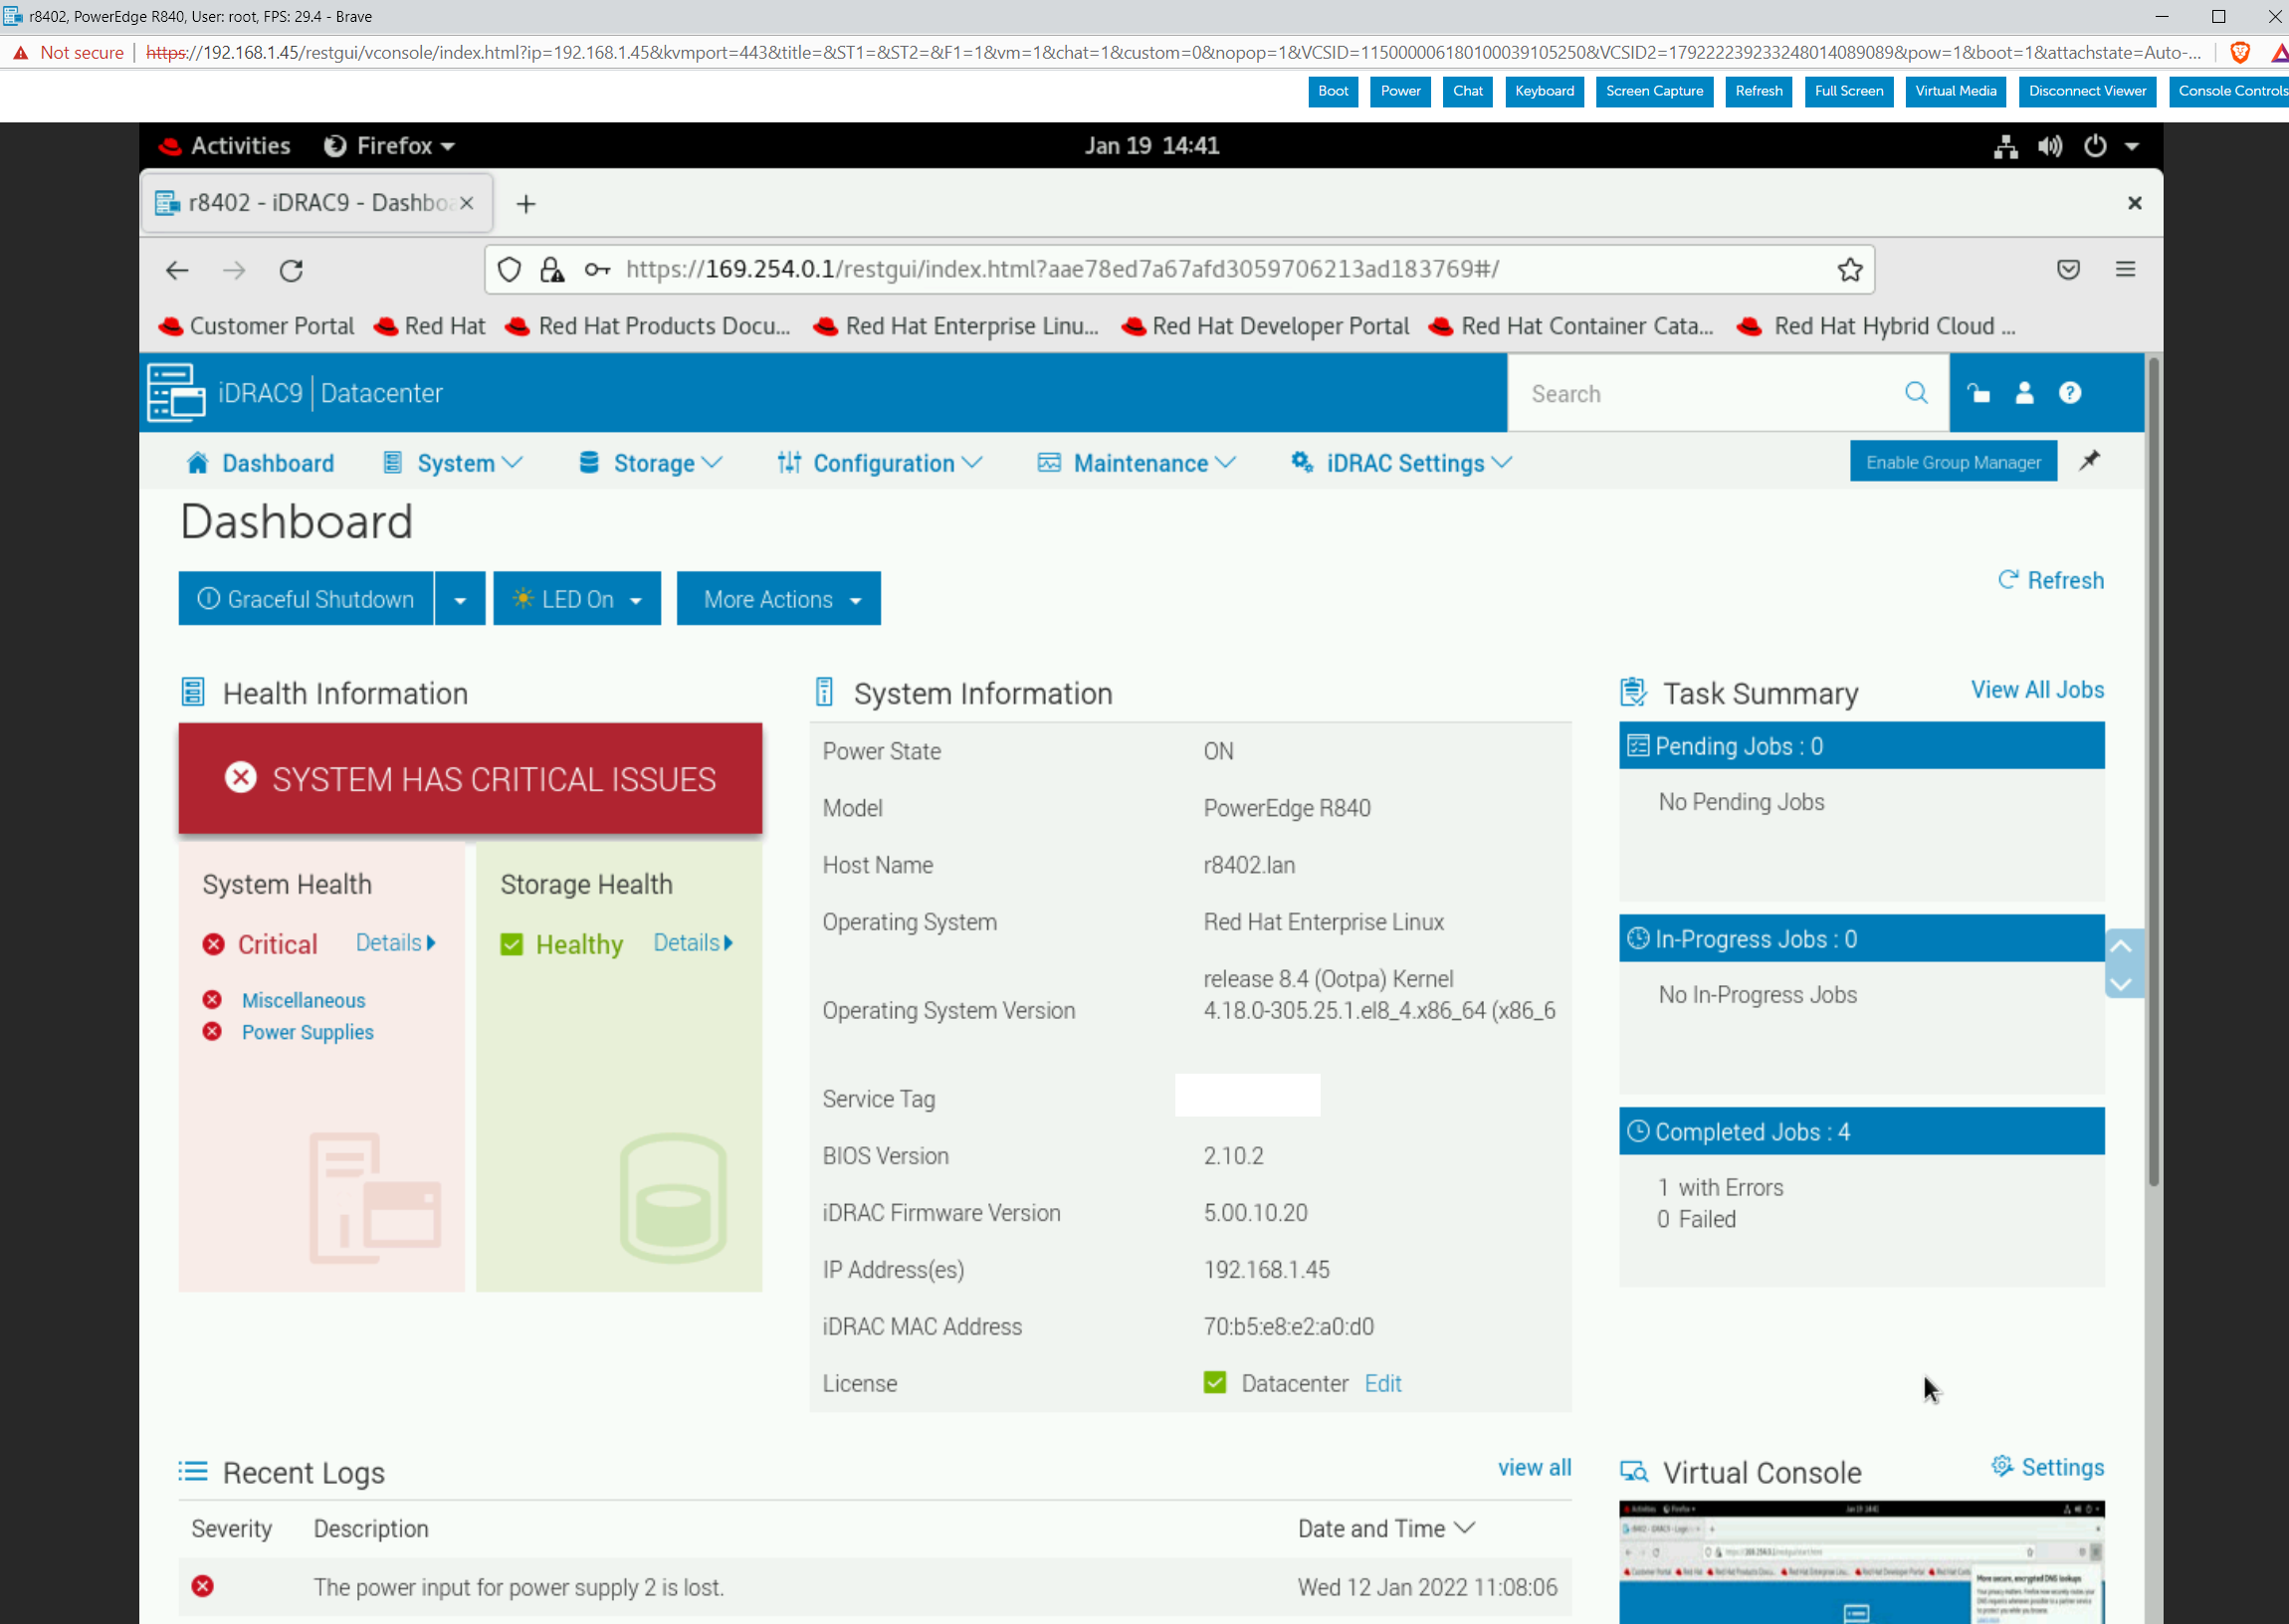 r8402, PowerEdge R840, User: root, FPS: 29.4 - Brave
Not secure https://192.168.1.45/restgui/vconsole/index.html?ip=192.168.1.45&kvmport=443&title=&ST1=&ST2=&F1=1&vm=1&chat=1&custom=0&nopop=1&VCSID=115000006180100039105250&VCSID2=179222239233248014089089&pow=1&boot=1&attachstate=Auto-...
Boot Power Chat Keyboard Screen Capture Refresh Full Screen Virtual Media Disconnect Viewer Console Controls
Activities Firefox Jan 19 14:41
r8402 - iDRAC9 - Dashboa
https://169.254.0.1/restgui/index.html?aae78ed7a67afd3059706213ad183769#/
Customer Portal Red Hat Red Hat Products Docu... Red Hat Enterprise Linu... Red Hat Developer Portal Red Hat Container Cata... Red Hat Hybrid Cloud ...
iDRAC9 | Datacenter Search
Dashboard System Storage Configuration Maintenance iDRAC Settings Enable Group Manager
Dashboard
Graceful Shutdown LED On More Actions
Refresh
Health Information
SYSTEM HAS CRITICAL ISSUES
System Health
Critical Details
Miscellaneous
Power Supplies
Storage Health
Healthy Details
System Information
Power State ON
Model PowerEdge R840
Host Name r8402.lan
Operating System Red Hat Enterprise Linux
Operating System Version release 8.4 (Ootpa) Kernel
4.18.0-305.25.1.el8_4.x86_64 (x86_6
Service Tag
BIOS Version 2.10.2
iDRAC Firmware Version 5.00.10.20
IP Address(es) 192.168.1.45
iDRAC MAC Address 70:b5:e8:e2:a0:d0
License Datacenter Edit
Task Summary View All Jobs
Pending Jobs : 0
No Pending Jobs
In-Progress Jobs : 0
No In-Progress Jobs
Completed Jobs : 4
1 with Errors
0 Failed
Recent Logs view all
Severity Description Date and Time
The power input for power supply 2 is lost. Wed 12 Jan 2022 11:08:06
Virtual Console Settings
More secure, encrypted DNS lookups